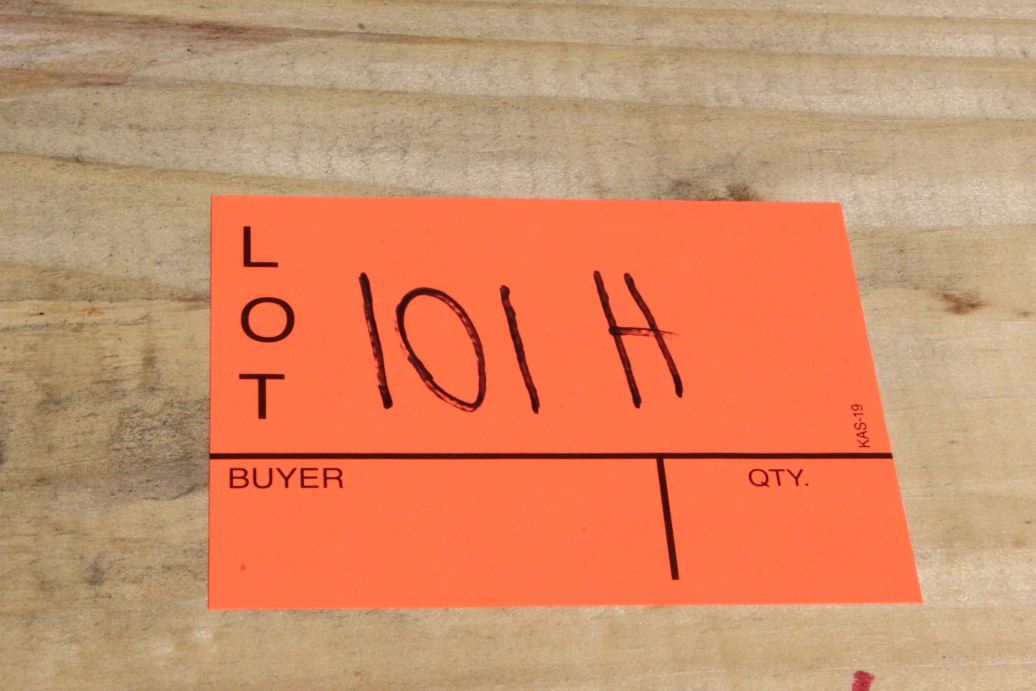 LOT
101 H
KAS-19
BUYER
QTY.